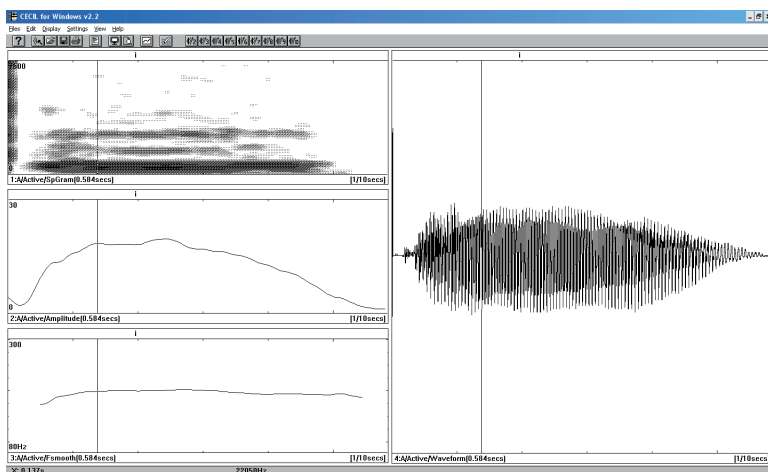 CECIL for Windows v2.2
Files Edit Display Settings View Help
i
7600
0
1:A/Active/SpGram(0.584secs) [1/10secs]
i
30
0
2:A/Active/Amplitude(0.584secs) [1/10secs]
i
300
80Hz
3:A/Active/Fsmooth(0.584secs) [1/10secs]
i
4:A/Active/Waveform(0.584secs) [1/10secs]
X: 0.137s 22050Hz